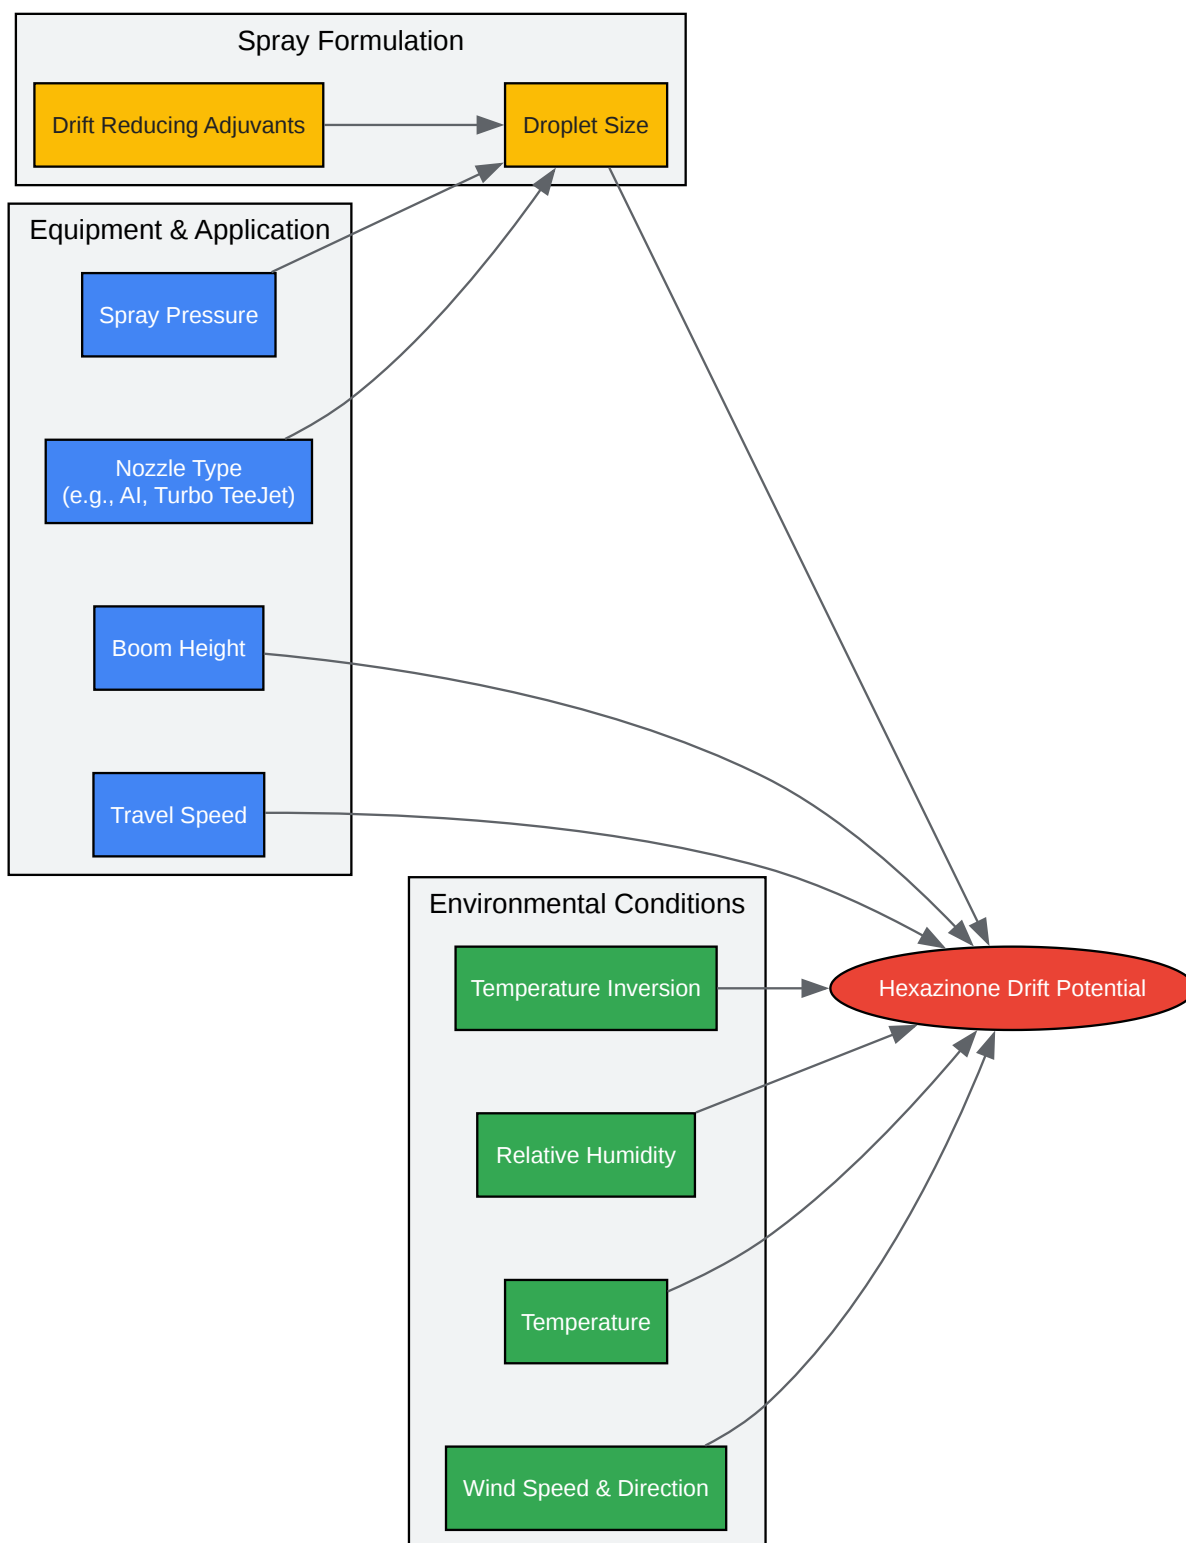 Spray Formulation
Drift Reducing Adjuvants
Droplet Size
Equipment & Application
Spray Pressure
Nozzle Type
(e.g., AI, Turbo TeeJet)
Boom Height
Travel Speed
Environmental Conditions
Temperature Inversion
Hexazinone Drift Potential
Relative Humidity
Temperature
Wind Speed & Direction